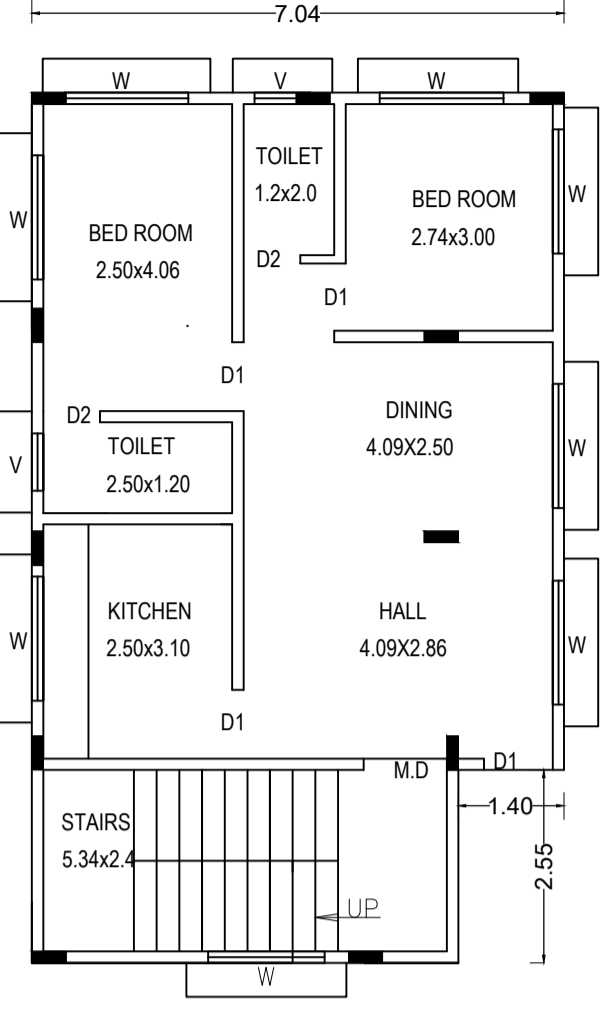 7.04
W
V
W
TOILET
1.2x2.0
W
BED ROOM
2.74x3.00
W
BED ROOM
2.50x4.06
D2
D1
D1
D2
DINING
4.09X2.50
TOILET
2.50x1.20
V
W
KITCHEN
2.50x3.10
HALL
4.09X2.86
W
W
D1
M.D
D1
1.40
STAIRS
5.34x2.4
2.55
UP
W